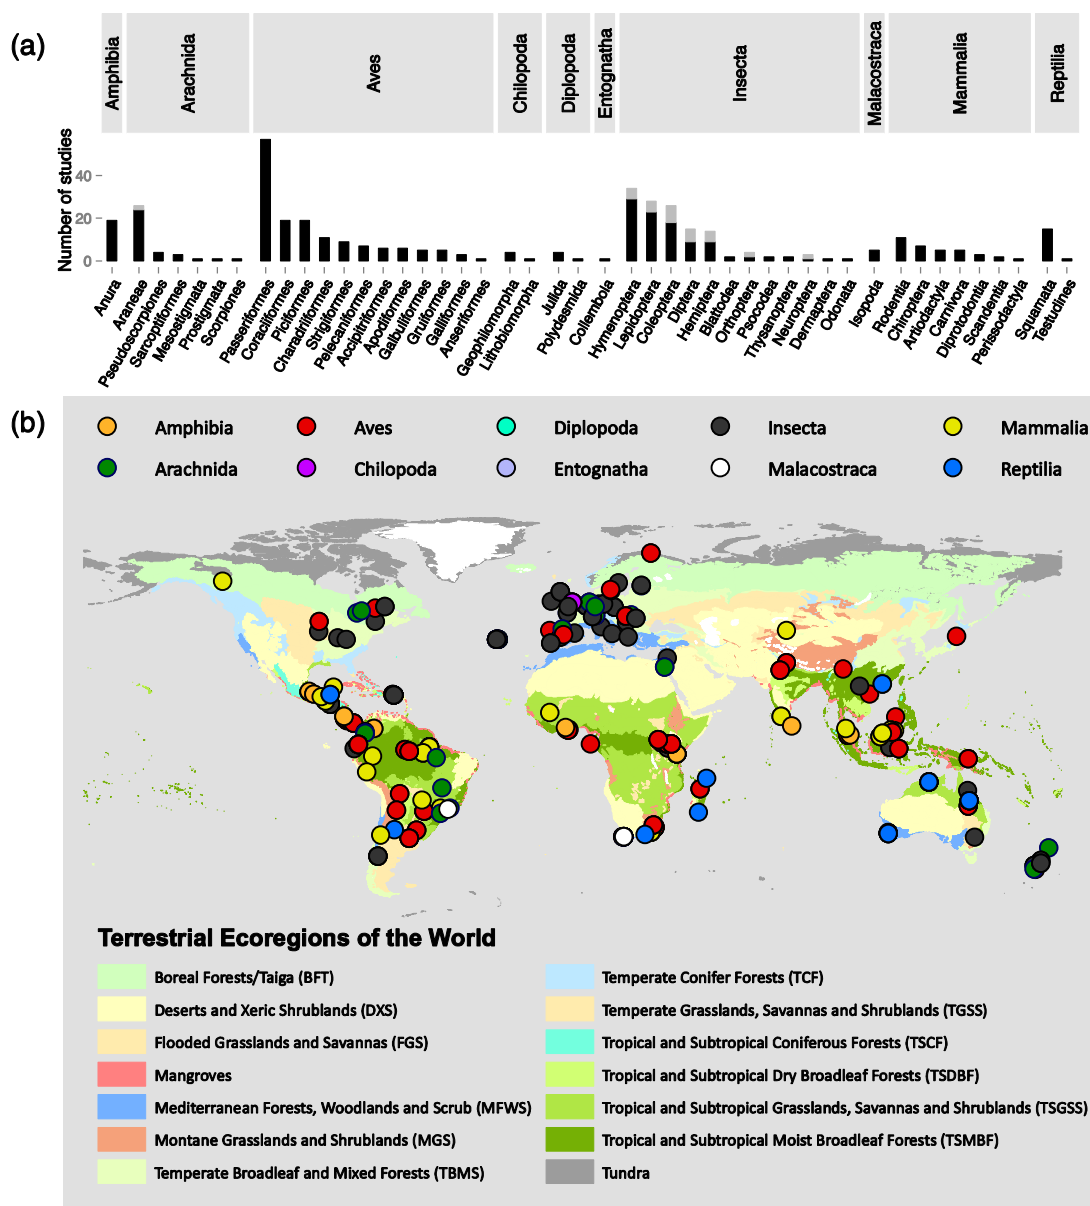 (a)
Amphibia
Arachnida
Aves
Chilopoda
Diplopoda
Entognatha
Insecta
Malacostraca
Mammalia
Reptilia
Number of studies
40
20
0
Anura
Araneae
Pseudoscorpiones
Sarcoptiformes
Mesostigmata
Prostigmata
Scorpiones
Passeriformes
Coraciiformes
Piciformes
Charadriiformes
Strigiformes
Pelecaniformes
Accipitriformes
Apodiformes
Galbuliformes
Gruiformes
Galliformes
Anseriformes
Geophilomorpha
Lithobiomorpha
Julida
Polydesmida
Collembola
Hymenoptera
Lepidoptera
Coleoptera
Diptera
Hemiptera
Blattodea
Orthoptera
Psocodea
Thysanoptera
Neuroptera
Dermaptera
Odonata
Isopoda
Rodentia
Chiroptera
Artiodactyla
Carnivora
Diprotodontia
Scandentia
Perissodactyla
Squamata
Testudines
(b)
Amphibia Aves Diplopoda Insecta Mammalia
Arachnida Chilopoda Entognatha Malacostraca Reptilia
Terrestrial Ecoregions of the World
Boreal Forests/Taiga (BFT)
Deserts and Xeric Shrublands (DXS)
Flooded Grasslands and Savannas (FGS)
Mangroves
Mediterranean Forests, Woodlands and Scrub (MFWS)
Montane Grasslands and Shrublands (MGS)
Temperate Broadleaf and Mixed Forests (TBMS)
Temperate Conifer Forests (TCF)
Temperate Grasslands, Savannas and Shrublands (TGSS)
Tropical and Subtropical Coniferous Forests (TSCF)
Tropical and Subtropical Dry Broadleaf Forests (TSDBF)
Tropical and Subtropical Grasslands, Savannas and Shrublands (TSGSS)
Tropical and Subtropical Moist Broadleaf Forests (TSMBF)
Tundra